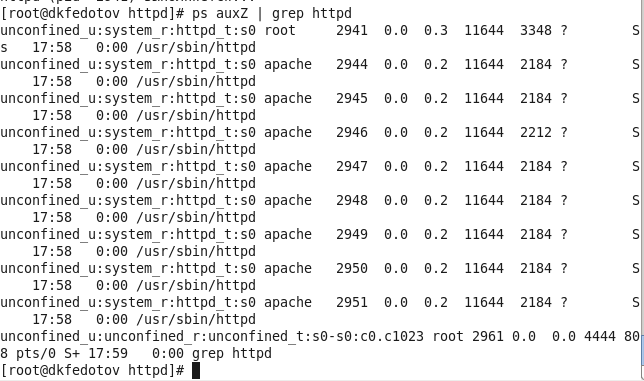 [root@dkfedotov httpd]# ps auxZ | grep httpd
unconfined_u:system_r:httpd_t:s0 root     2941  0.0  0.3  11644  3348 ?        S
s   17:58   0:00 /usr/sbin/httpd
unconfined_u:system_r:httpd_t:s0 apache   2944  0.0  0.2  11644  2184 ?        S
    17:58   0:00 /usr/sbin/httpd
unconfined_u:system_r:httpd_t:s0 apache   2945  0.0  0.2  11644  2184 ?        S
    17:58   0:00 /usr/sbin/httpd
unconfined_u:system_r:httpd_t:s0 apache   2946  0.0  0.2  11644  2212 ?        S
    17:58   0:00 /usr/sbin/httpd
unconfined_u:system_r:httpd_t:s0 apache   2947  0.0  0.2  11644  2184 ?        S
    17:58   0:00 /usr/sbin/httpd
unconfined_u:system_r:httpd_t:s0 apache   2948  0.0  0.2  11644  2184 ?        S
    17:58   0:00 /usr/sbin/httpd
unconfined_u:system_r:httpd_t:s0 apache   2949  0.0  0.2  11644  2184 ?        S
    17:58   0:00 /usr/sbin/httpd
unconfined_u:system_r:httpd_t:s0 apache   2950  0.0  0.2  11644  2184 ?        S
    17:58   0:00 /usr/sbin/httpd
unconfined_u:system_r:httpd_t:s0 apache   2951  0.0  0.2  11644  2184 ?        S
    17:58   0:00 /usr/sbin/httpd
unconfined_u:unconfined_r:unconfined_t:s0-s0:c0.c1023 root 2961 0.0  0.0 4444 80
8 pts/0 S+ 17:59   0:00 grep httpd
[root@dkfedotov httpd]#